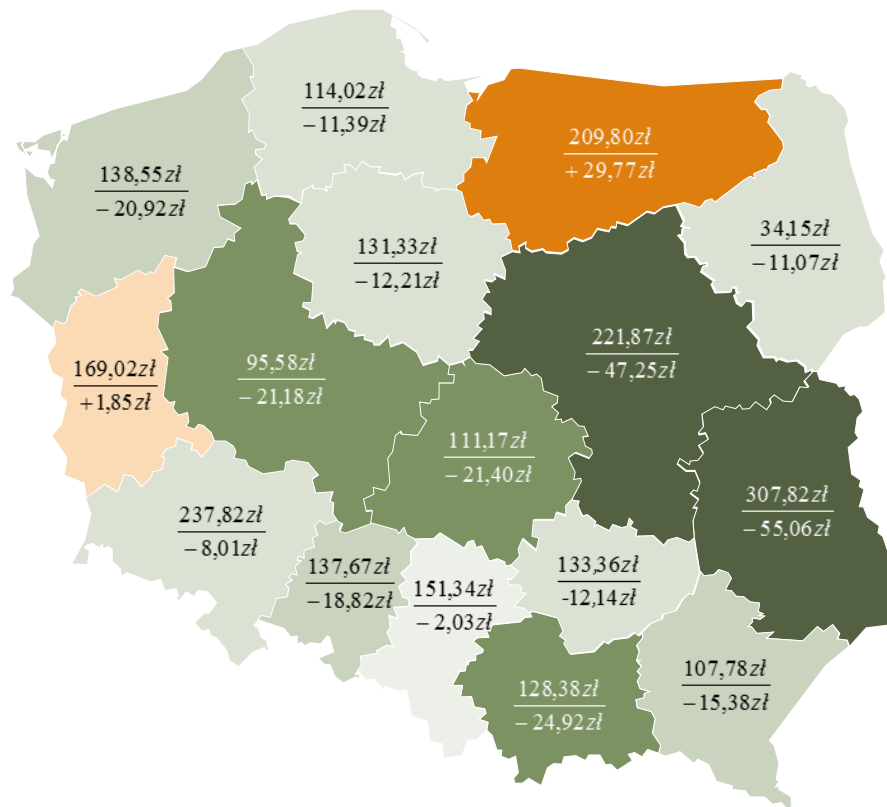 114,02zł
−11,39zł
209,80zł
+ 29,77zł
138,55zł
− 20,92zł
34,15zł
−11,07zł
131,33zł
−12,21zł
221,87zł
− 47,25zł
169,02zł
+1,85zł
95,58zł
− 21,18zł
111,17zł
− 21,40zł
307,82zł
− 55,06zł
237,82zł
− 8,01zł
137,67zł
−18,82zł
151,34zł
− 2,03zł
133,36zł
-12,14zł
107,78zł
−15,38zł
128,38zł
− 24,92zł